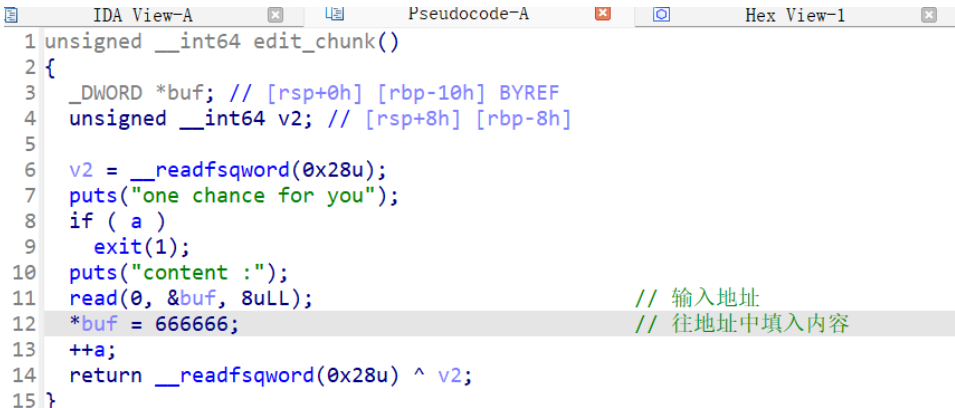 IDA View-A Pseudocode-A Hex View-1
1 unsigned __int64 edit_chunk()
2 {
3 _DWORD *buf; // [rsp+0h] [rbp-10h] BYREF
4 unsigned __int64 v2; // [rsp+8h] [rbp-8h]
5
6 v2 = __readfsqword(0x28u);
7 puts("one chance for you");
8 if ( a )
9 exit(1);
10 puts("content :");
11 read(0, &buf, 8uLL); // 输入地址
12 *buf = 666666; // 往地址中填入内容
13 ++a;
14 return __readfsqword(0x28u) ^ v2;
15 }